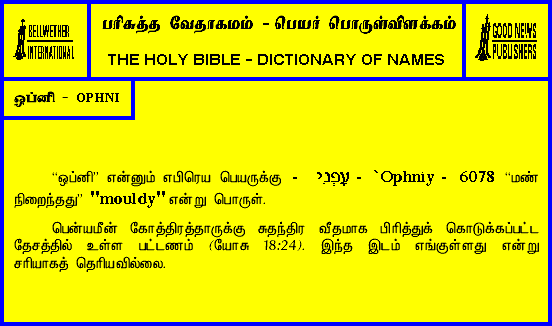 BELLWETHER
INTERNATIONAL
பரிசுத்த வேதாகமம் - பெயர் பொருள்விளக்கம்
THE HOLY BIBLE - DICTIONARY OF NAMES
GOOD NEWS
PUBLISHERS
ஒப்னி - OPHNI
“ஒப்னி” என்னும் எபிரெய பெயருக்கு - עָפְנִי - `Ophniy - 6078 “மண்
நிறைந்தது” "mouldy" என்று பொருள்.
பென்யமீன் கோத்திரத்தாருக்கு சுதந்திர வீதமாக பிரித்துக் கொடுக்கப்பட்ட
தேசத்தில் உள்ள பட்டணம் (யோசு 18:24). இந்த இடம் எங்குள்ளது என்று
சரியாகத் தெரியவில்லை.